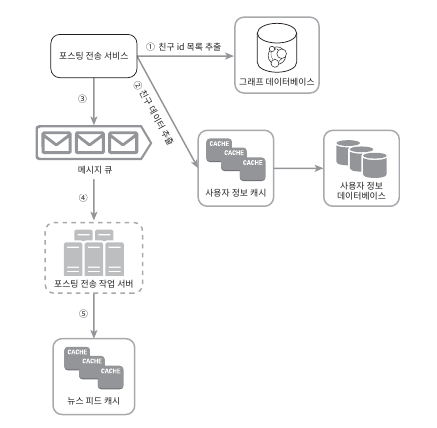 포스팅 전송 서비스
① 친구 id 목록 추출
그래프 데이터베이스
② 친구 데이터 추출
③
메시지 큐
CACHE
CACHE
CACHE
사용자 정보 캐시
사용자 정보
데이터베이스
④
포스팅 전송 작업 서버
⑤
CACHE
CACHE
CACHE
뉴스 피드 캐시